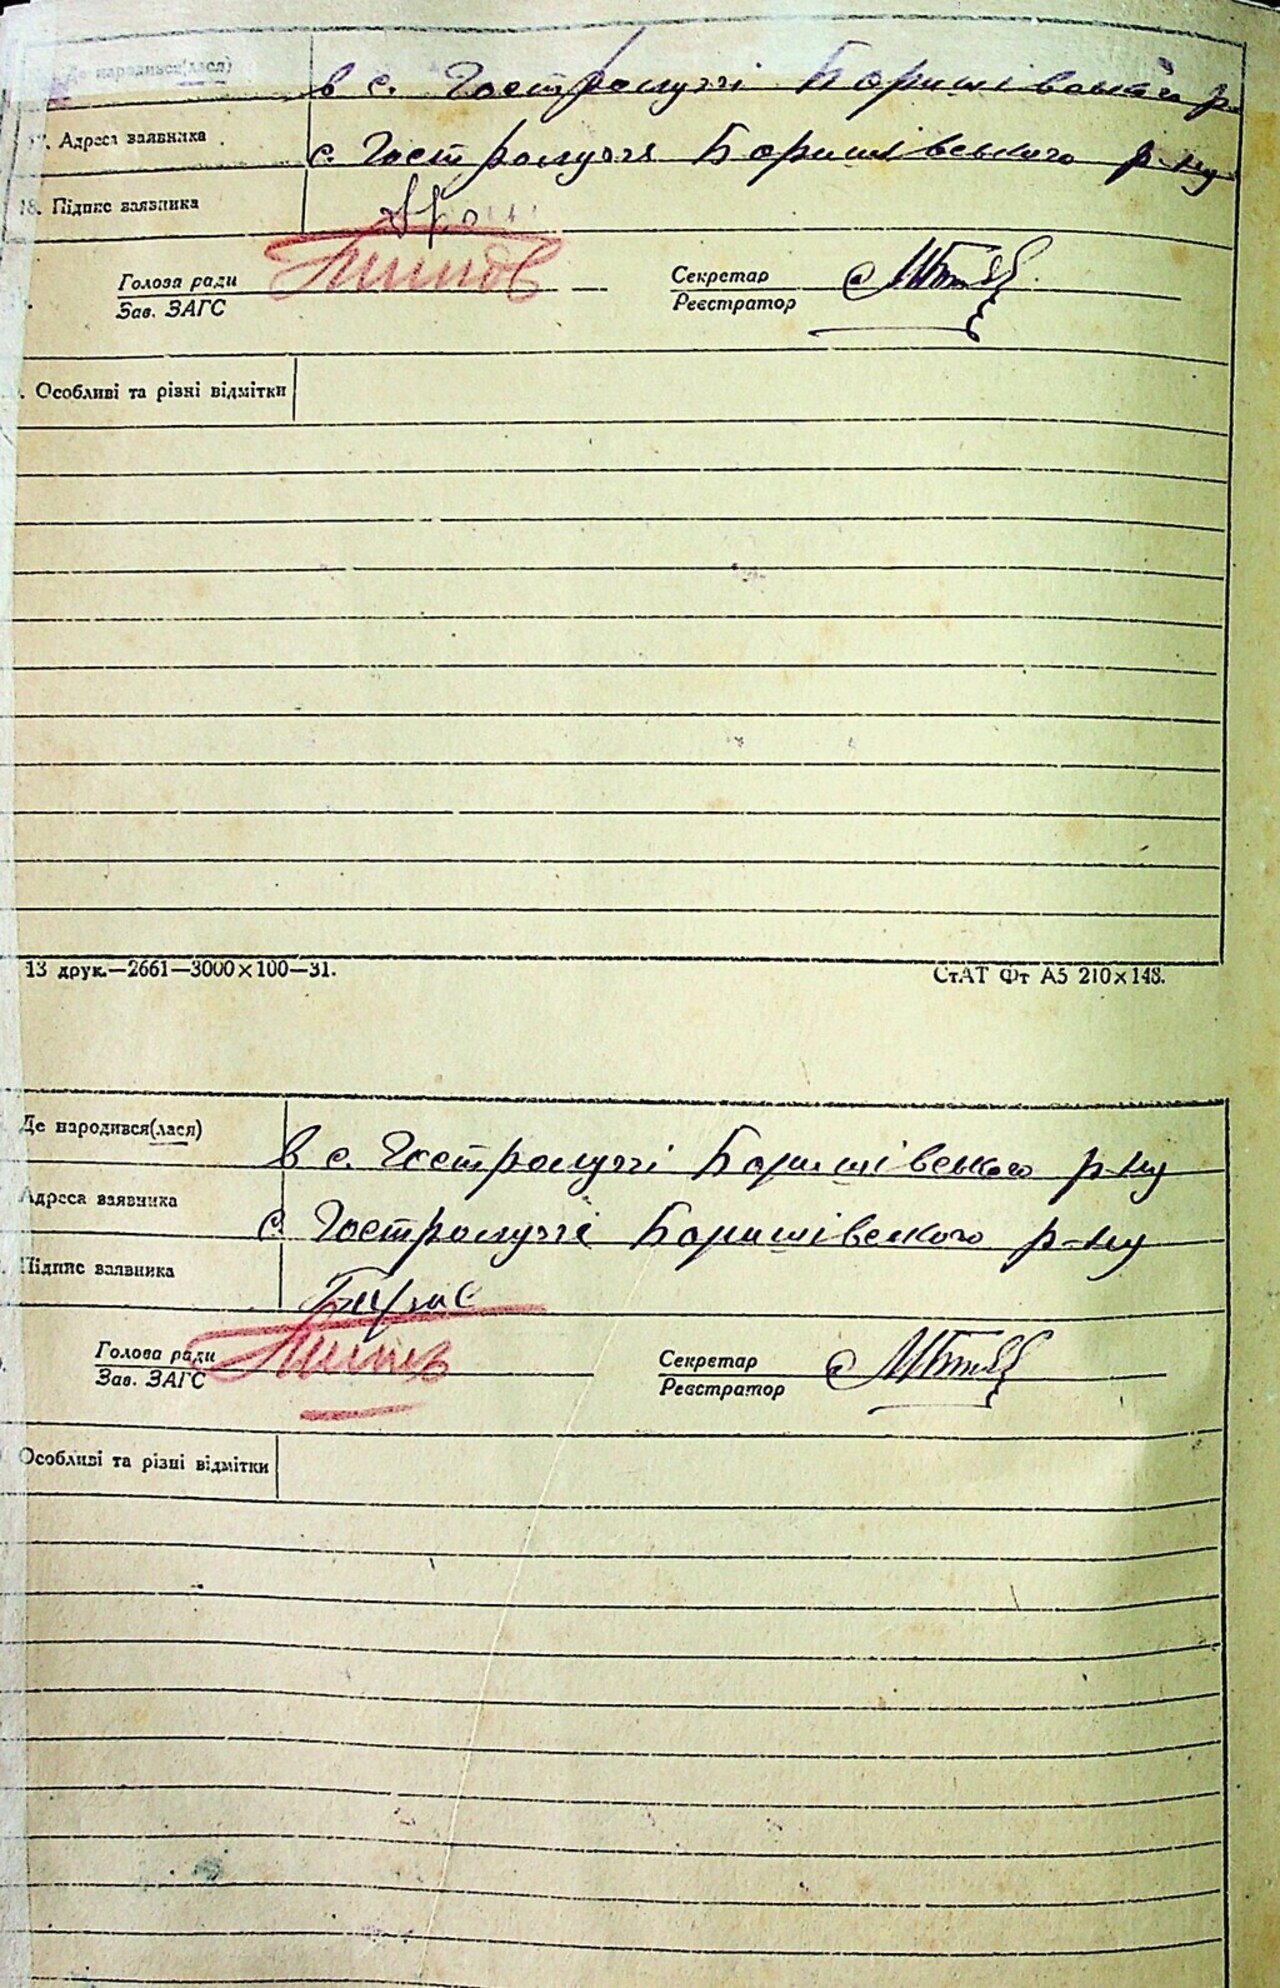 Де народився(лася) в с. Гостролуччі Баришівського р
17. Адреса заявника с. Гостролуччя Баришівського р-ну
18. Підпис заявника
Голова ради Секретар
Зав. ЗАГС Реєстратор
. Особливі та різні відмітки
13 друк.—2661—3000×100—31. СтАТ Фт А5 210×148.
Де народився(лася) в с. Гостролуччі Баришівського р-ну
Адреса заявника с. Гостролуччі Баришівського р-ну
Підпис заявника
Голова ради Секретар
Зав. ЗАГС Реєстратор
Особливі та різні відмітки